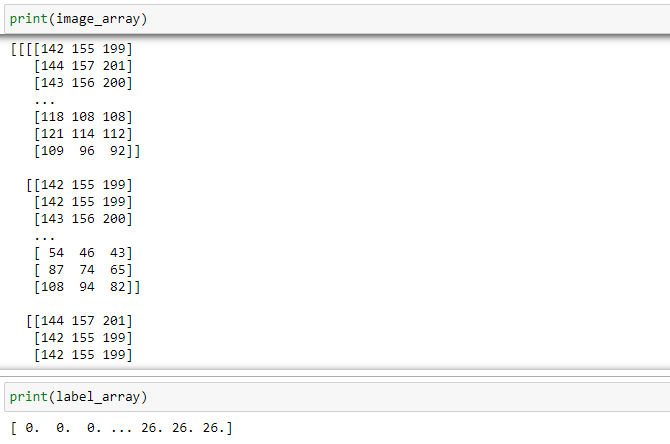 print(image_array)
[[[[142 155 199]
[144 157 201]
[143 156 200]
...
[118 108 108]
[121 114 112]
[109  96  92]]
[[142 155 199]
[142 155 199]
[143 156 200]
...
[ 54  46  43]
[ 87  74  65]
[108  94  82]]
[[144 157 201]
[142 155 199]
[142 155 199]
print(label_array)
[ 0.  0.  0. ... 26. 26. 26.]